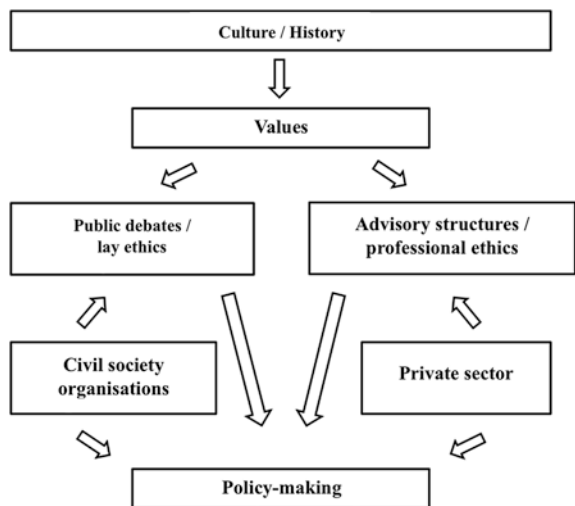 Culture / History
Values
Public debates /
lay ethics
Advisory structures /
professional ethics
Civil society
organisations
Private sector
Policy-making